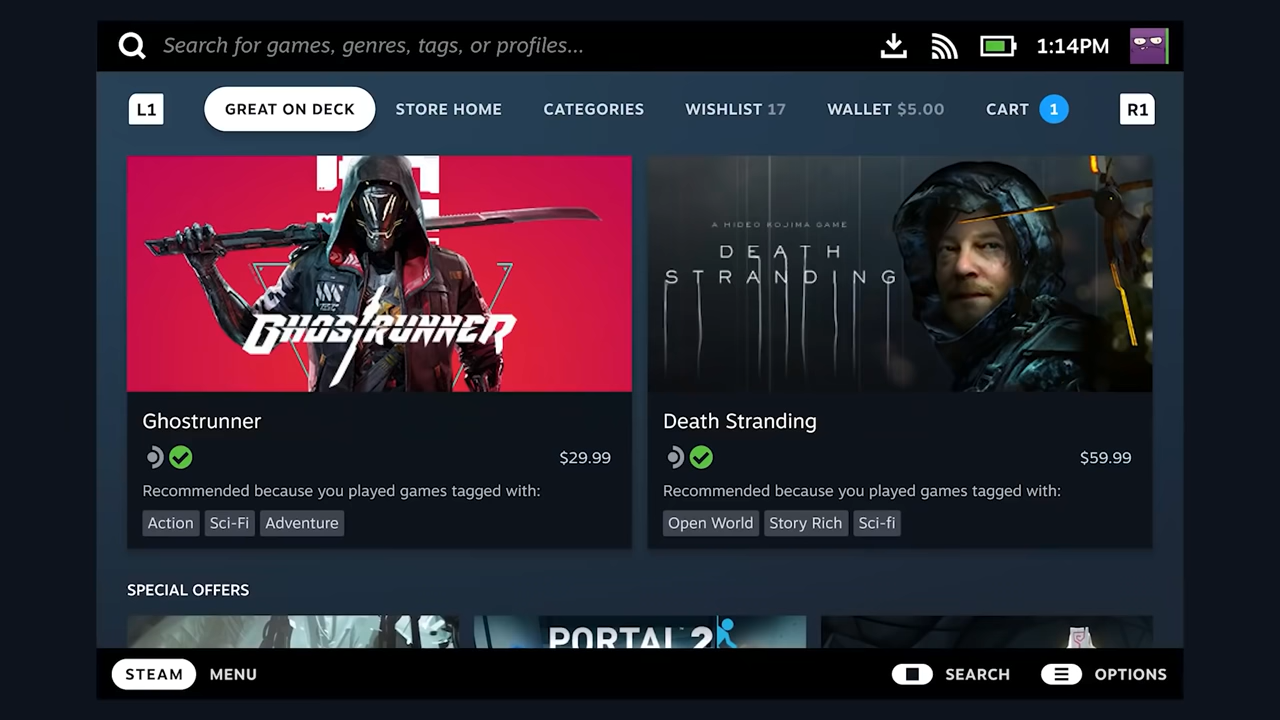 Search for games, genres, tags, or profiles...
1:14PM
L1
GREAT ON DECK
STORE HOME
CATEGORIES
WISHLIST 17
WALLET $5.00
CART 1
R1
GHOSTRUNNER
A HIDEO KOJIMA GAME
DEATH
STRANDING
Ghostrunner
$29.99
Recommended because you played games tagged with:
Action Sci-Fi Adventure
Death Stranding
$59.99
Recommended because you played games tagged with:
Open World Story Rich Sci-fi
SPECIAL OFFERS
PORTAL 2
STEAM MENU
SEARCH
OPTIONS